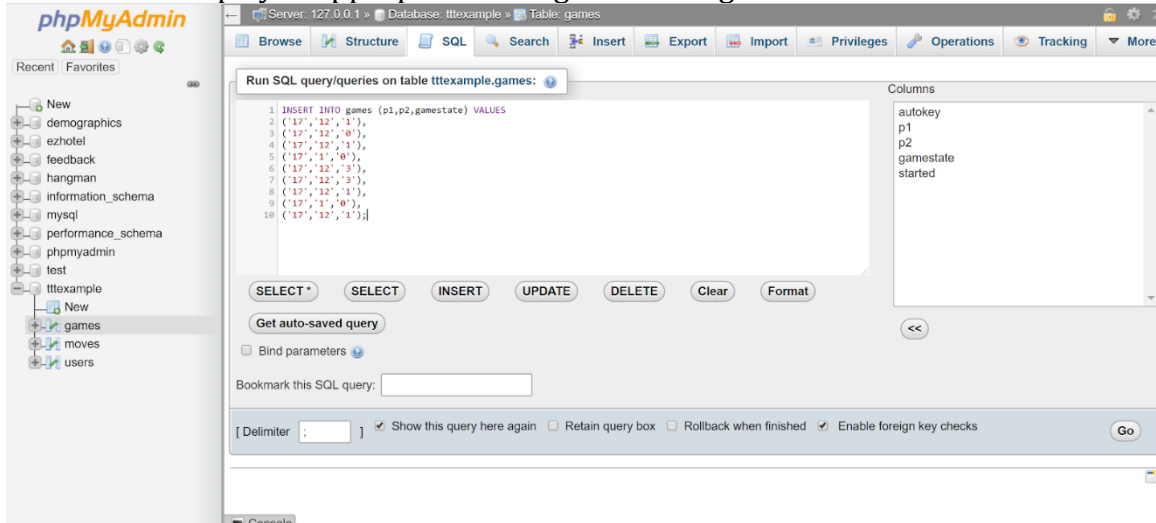 phpMyAdmin
Recent Favorites
New
demographics
ezhotel
feedback
hangman
information_schema
mysql
performance_schema
phpmyadmin
test
tttexample
New
games
moves
users
Server: 127.0.0.1 » Database: tttexample » Table: games
Browse Structure SQL Search Insert Export Import Privileges Operations Tracking More
Run SQL query/queries on table tttexample.games:
1 INSERT INTO games (p1,p2,gamestate) VALUES
2 ('17','12','1'),
3 ('17','12','0'),
4 ('17','12','1'),
5 ('17','1','0'),
6 ('17','12','3'),
7 ('17','12','3'),
8 ('17','12','1'),
9 ('17','1','0'),
10 ('17','12','1');
Columns
autokey
p1
p2
gamestate
started
SELECT * SELECT INSERT UPDATE DELETE Clear Format
Get auto-saved query
<<
Bind parameters
Bookmark this SQL query:
[ Delimiter ; ] Show this query here again Retain query box Rollback when finished Enable foreign key checks Go
Console